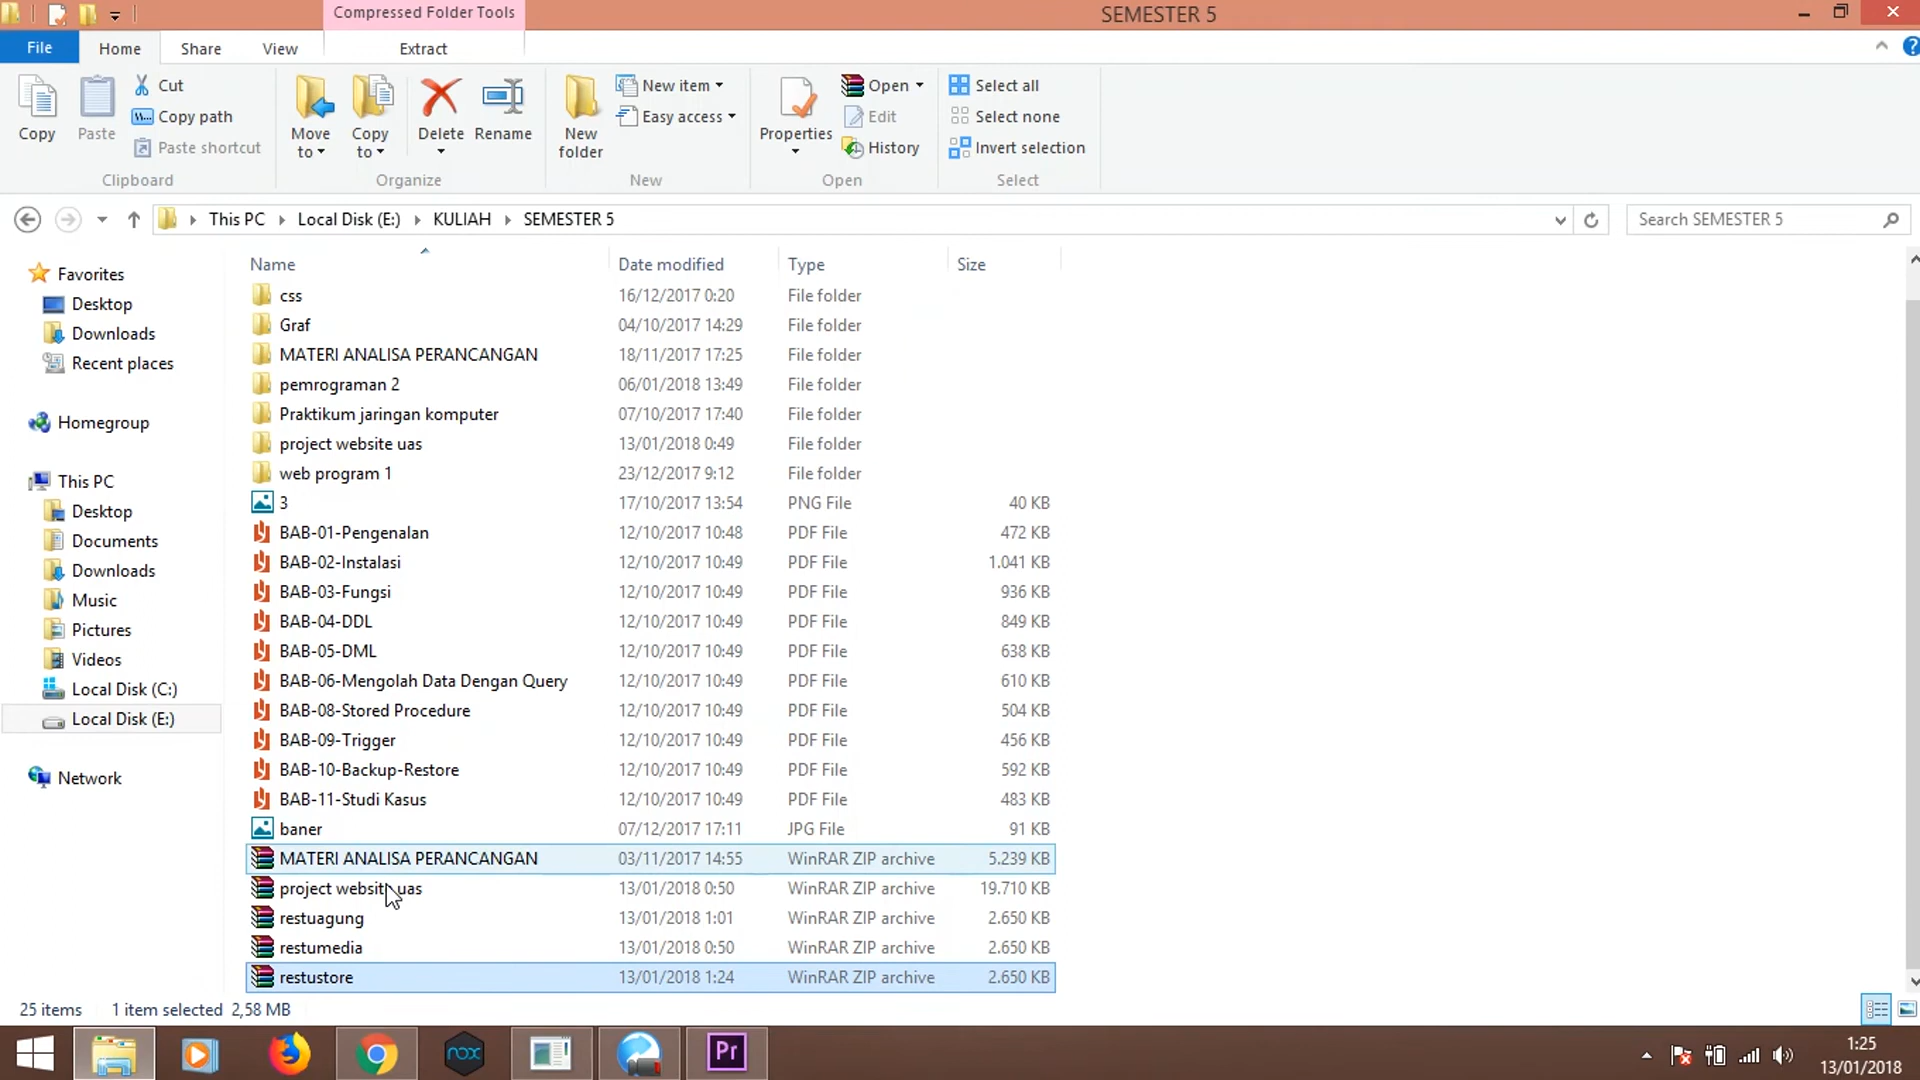 Compressed Folder Tools
SEMESTER 5
File
Home
Share
View
Extract
?
Copy
Paste
Cut
Copy path
Paste shortcut
Move to
Copy to
Delete
Rename
New folder
New item
Easy access
Properties
Open
Edit
History
Select all
Select none
Invert selection
Clipboard
Organize
New
Open
Select
This PC
Local Disk (E:)
KULIAH
SEMESTER 5
Search SEMESTER 5
Favorites
Desktop
Downloads
Recent places
Homegroup
This PC
Desktop
Documents
Downloads
Music
Pictures
Videos
Local Disk (C:)
Local Disk (E:)
Network
Name Date modified Type Size
css 16/12/2017 0:20 File folder
Graf 04/10/2017 14:29 File folder
MATERI ANALISA PERANCANGAN 18/11/2017 17:25 File folder
pemrograman 2 06/01/2018 13:49 File folder
Praktikum jaringan komputer 07/10/2017 17:40 File folder
project website uas 13/01/2018 0:49 File folder
web program 1 23/12/2017 9:12 File folder
3 17/10/2017 13:54 PNG File 40 KB
BAB-01-Pengenalan 12/10/2017 10:48 PDF File 472 KB
BAB-02-Instalasi 12/10/2017 10:49 PDF File 1.041 KB
BAB-03-Fungsi 12/10/2017 10:49 PDF File 936 KB
BAB-04-DDL 12/10/2017 10:49 PDF File 849 KB
BAB-05-DML 12/10/2017 10:49 PDF File 638 KB
BAB-06-Mengolah Data Dengan Query 12/10/2017 10:49 PDF File 610 KB
BAB-08-Stored Procedure 12/10/2017 10:49 PDF File 504 KB
BAB-09-Trigger 12/10/2017 10:49 PDF File 456 KB
BAB-10-Backup-Restore 12/10/2017 10:49 PDF File 592 KB
BAB-11-Studi Kasus 12/10/2017 10:49 PDF File 483 KB
baner 07/12/2017 17:11 JPG File 91 KB
MATERI ANALISA PERANCANGAN 03/11/2017 14:55 WinRAR ZIP archive 5.239 KB
project website uas 13/01/2018 0:50 WinRAR ZIP archive 19.710 KB
restuagung 13/01/2018 1:01 WinRAR ZIP archive 2.650 KB
restumedia 13/01/2018 0:50 WinRAR ZIP archive 2.650 KB
restustore 13/01/2018 1:24 WinRAR ZIP archive 2.650 KB
25 items 1 item selected 2,58 MB
nox
Pr
1:25
13/01/2018